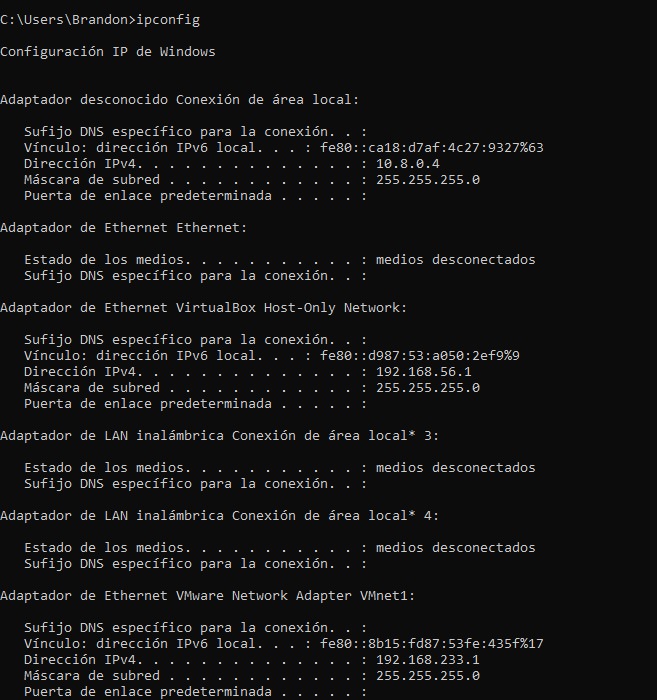 C:\Users\Brandon>ipconfig
Configuración IP de Windows
Adaptador desconocido Conexión de área local:
Sufijo DNS específico para la conexión. . :
Vínculo: dirección IPv6 local. . . : fe80::ca18:d7af:4c27:9327%63
Dirección IPv4. . . . . . . . . . . . . . : 10.8.0.4
Máscara de subred . . . . . . . . . . . . : 255.255.255.0
Puerta de enlace predeterminada . . . . . :
Adaptador de Ethernet Ethernet:
Estado de los medios. . . . . . . . . . . : medios desconectados
Sufijo DNS específico para la conexión. . :
Adaptador de Ethernet VirtualBox Host-Only Network:
Sufijo DNS específico para la conexión. . :
Vínculo: dirección IPv6 local. . . : fe80::d987:53:a050:2ef9%9
Dirección IPv4. . . . . . . . . . . . . . : 192.168.56.1
Máscara de subred . . . . . . . . . . . . : 255.255.255.0
Puerta de enlace predeterminada . . . . . :
Adaptador de LAN inalámbrica Conexión de área local* 3:
Estado de los medios. . . . . . . . . . . : medios desconectados
Sufijo DNS específico para la conexión. . :
Adaptador de LAN inalámbrica Conexión de área local* 4:
Estado de los medios. . . . . . . . . . . : medios desconectados
Sufijo DNS específico para la conexión. . :
Adaptador de Ethernet VMware Network Adapter VMnet1:
Sufijo DNS específico para la conexión. . :
Vínculo: dirección IPv6 local. . . : fe80::8b15:fd87:53fe:435f%17
Dirección IPv4. . . . . . . . . . . . . . : 192.168.233.1
Máscara de subred . . . . . . . . . . . . : 255.255.255.0
Puerta de enlace predeterminada . . . . . :